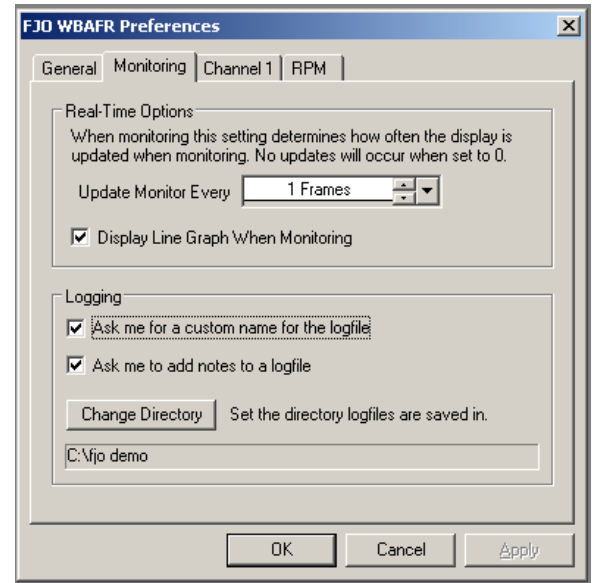 FJO WBAFR Preferences
General Monitoring Channel 1 RPM
Real-Time Options
When monitoring this setting determines how often the display is
updated when monitoring. No updates will occur when set to 0.
Update Monitor Every 1 Frames
Display Line Graph When Monitoring
Logging
Ask me for a custom name for the logfile
Ask me to add notes to a logfile
Change Directory Set the directory logfiles are saved in.
C:\fjo demo
OK Cancel Apply